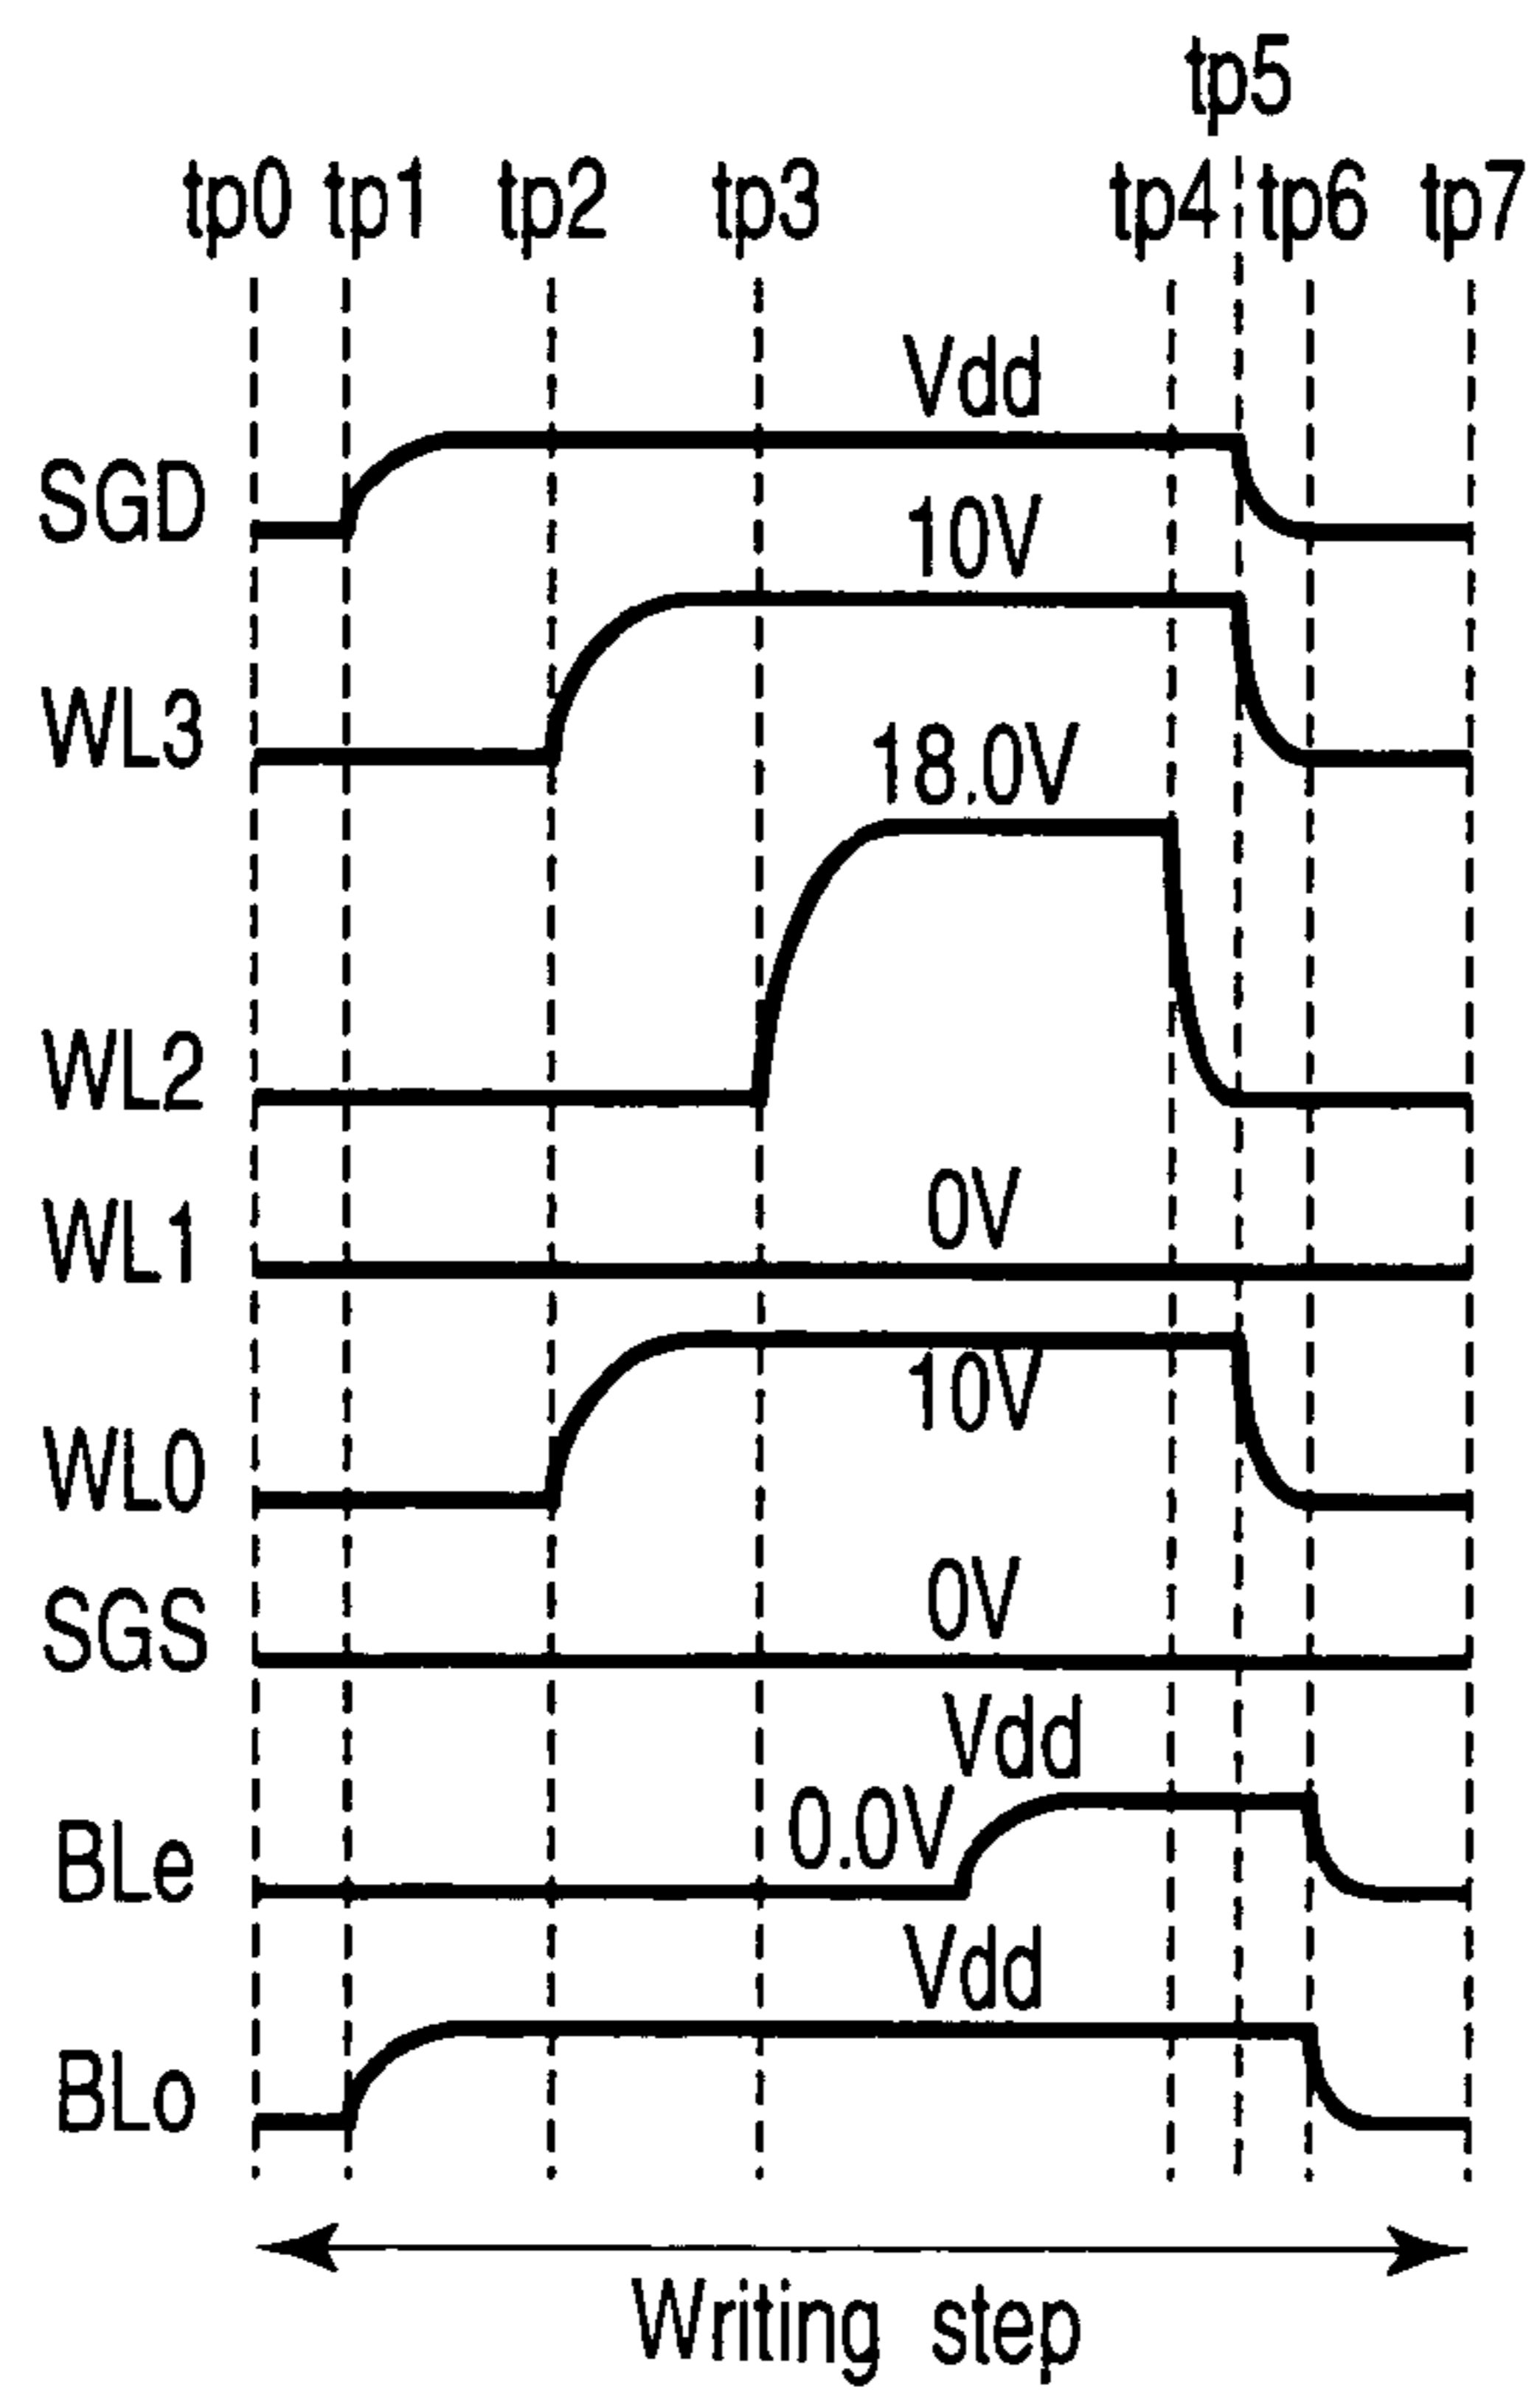 tp5
tp0 tp1 tp2 tp3 tp4 tp6 tp7
Vdd
SGD
10V
WL3
18.0V
WL2
0V
WL1
10V
WL0
0V
SGS
Vdd
0.0V
BLe
Vdd
BLo
Writing step